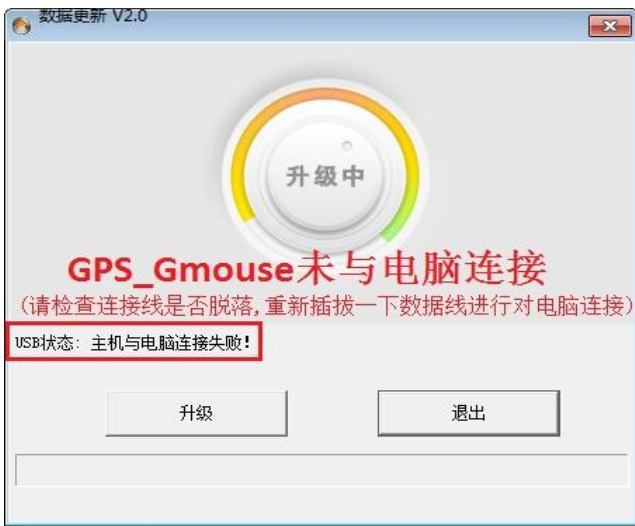 数据更新 V2.0
升级中
GPS_Gmouse未与电脑连接
(请检查连接线是否脱落,重新插拔一下数据线进行对电脑连接)
USB状态: 主机与电脑连接失败!
升级
退出